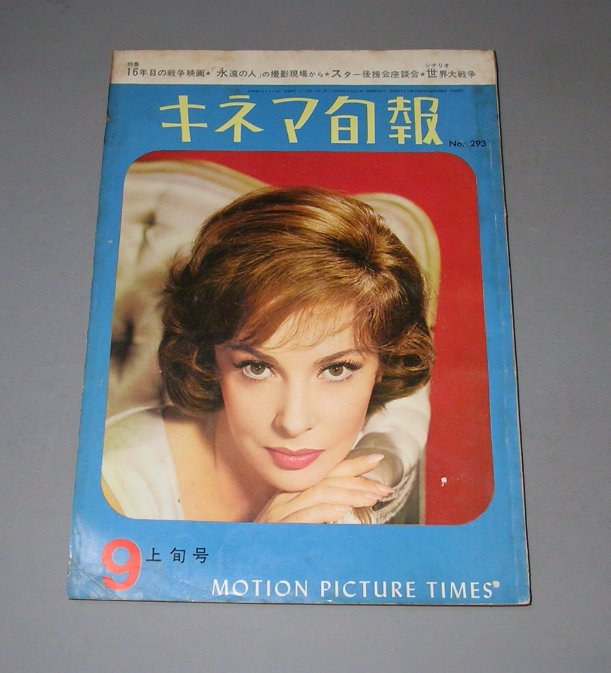 特集 シナリオ
16年目の戦争映画★「永遠の人」の撮影現場から★スター後援会座談会★世界大戦争
キネマ旬報
No. 293
9上旬号
MOTION PICTURE TIMES